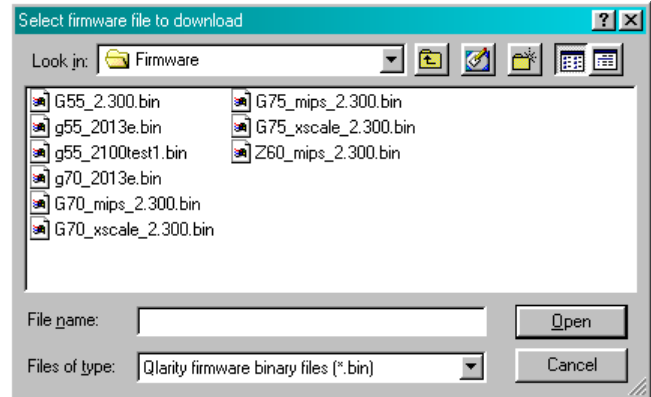 Select firmware file to download
Look in: Firmware
G55_2.300.bin
g55_2013e.bin
g55_2100test1.bin
g70_2013e.bin
G70_mips_2.300.bin
G70_xscale_2.300.bin
G75_mips_2.300.bin
G75_xscale_2.300.bin
Z60_mips_2.300.bin
File name:
Open
Files of type: Qlarity firmware binary files (*.bin)
Cancel